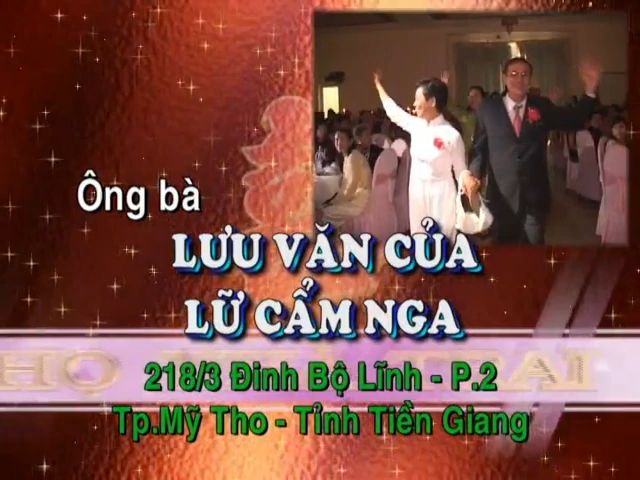 Ông bà
LƯU VĂN CỦA
LỮ CẨM NGA
218/3 Đinh Bộ Lĩnh - P.2
Tp.Mỹ Tho - Tỉnh Tiền Giang
HỌ